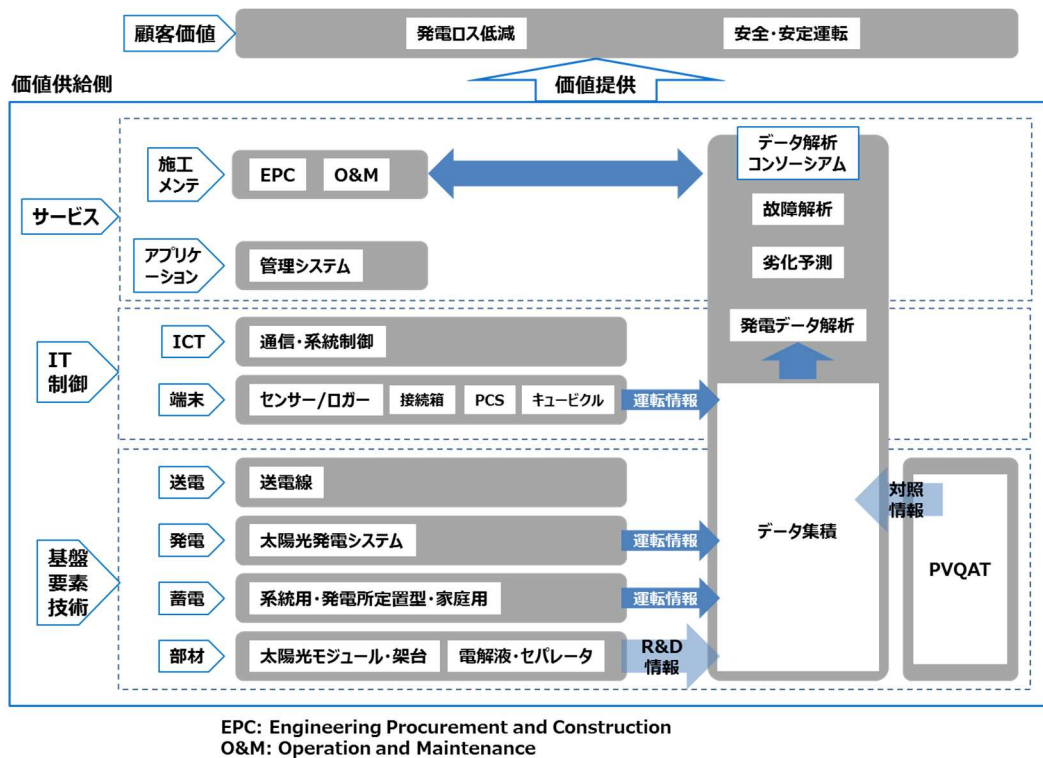 顧客価値
発電ロス低減
安全・安定運転
価値供給側
価値提供
サービス
施工
メンテ
EPC
O&M
データ解析
コンソーシアム
故障解析
アプリケ
ーション
管理システム
劣化予測
IT
制御
ICT
通信・系統制御
発電データ解析
端末
センサー/ロガー
接続箱
PCS
キュービクル
運転情報
基盤
要素
技術
送電
送電線
対照
情報
発電
太陽光発電システム
運転情報
データ集積
PVQAT
蓄電
系統用・発電所定置型・家庭用
運転情報
部材
太陽光モジュール・架台
電解液・セパレータ
R&D
情報
EPC: Engineering Procurement and Construction
O&M: Operation and Maintenance